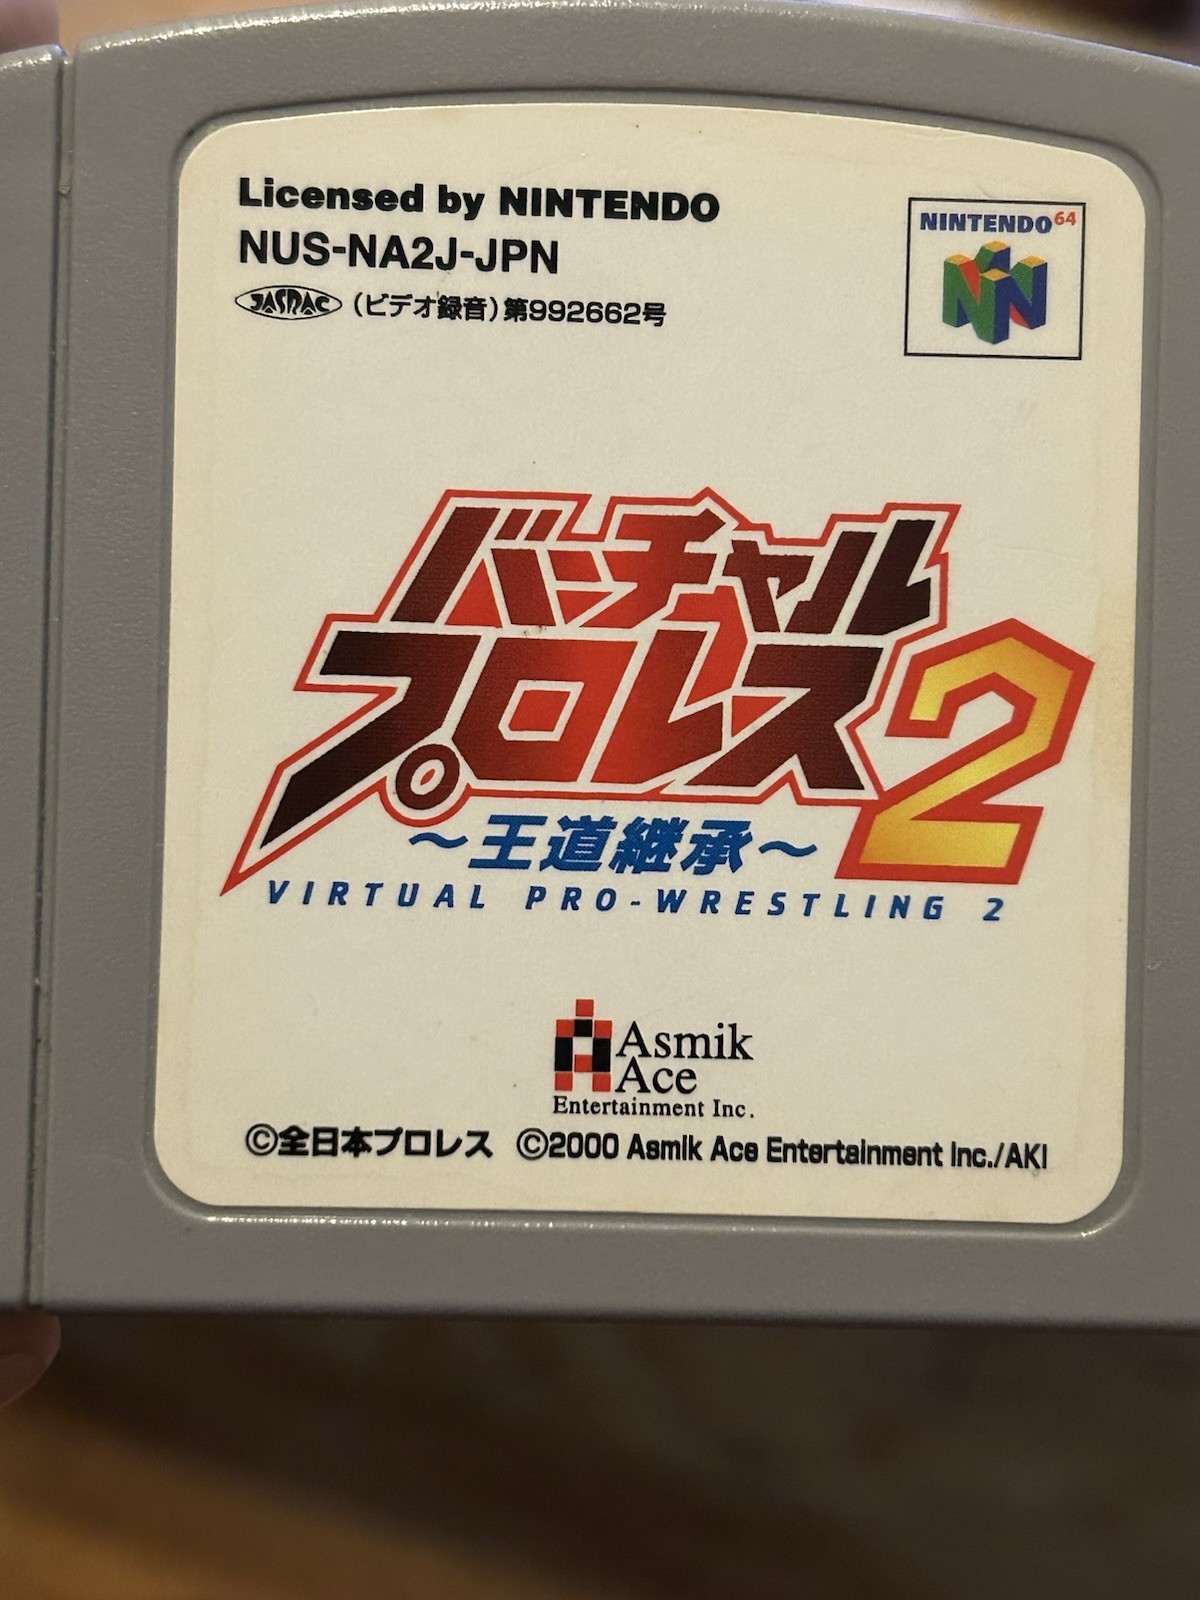 Licensed by NINTENDO
NUS-NA2J-JPN
JASRAC (ビデオ録音) 第992662号
NINTENDO64
バーチャル
プロレス2
～王道継承～
VIRTUAL PRO-WRESTLING 2
Asmik
Ace
Entertainment Inc.
©全日本プロレス ©2000 Asmik Ace Entertainment Inc./AKI